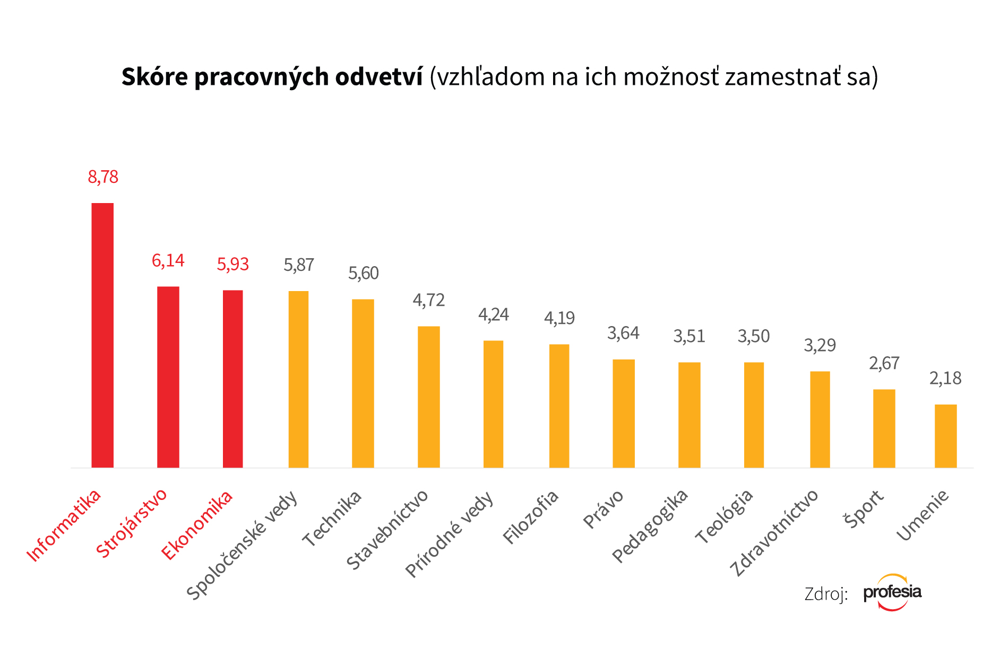 Skóre pracovných odvetví (vzhľadom na ich možnosť zamestnať sa)
8,78
6,14
5,93
5,87
5,60
4,72
4,24
4,19
3,64
3,51
3,50
3,29
2,67
2,18
Informatika
Strojárstvo
Ekonomika
Spoločenské vedy
Technika
Stavebníctvo
Prírodné vedy
Filozofia
Právo
Pedagogika
Teológia
Zdravotníctvo
Šport
Umenie
Zdroj: profesia